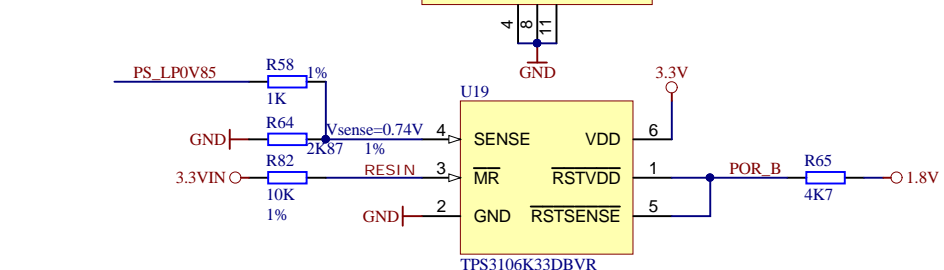 4 8 11
GND
PS_LP0V85 R58 1%
1K
3.3V
U19
GND R64 Vsense=0.74V 4 SENSE VDD 6
2K87 1%
3.3VIN R82 RESIN 3 MR RSTVDD 1 POR_B R65 1.8V
10K 4K7
1%
GND 2 GND RSTSENSE 5
TPS3106K33DBVR